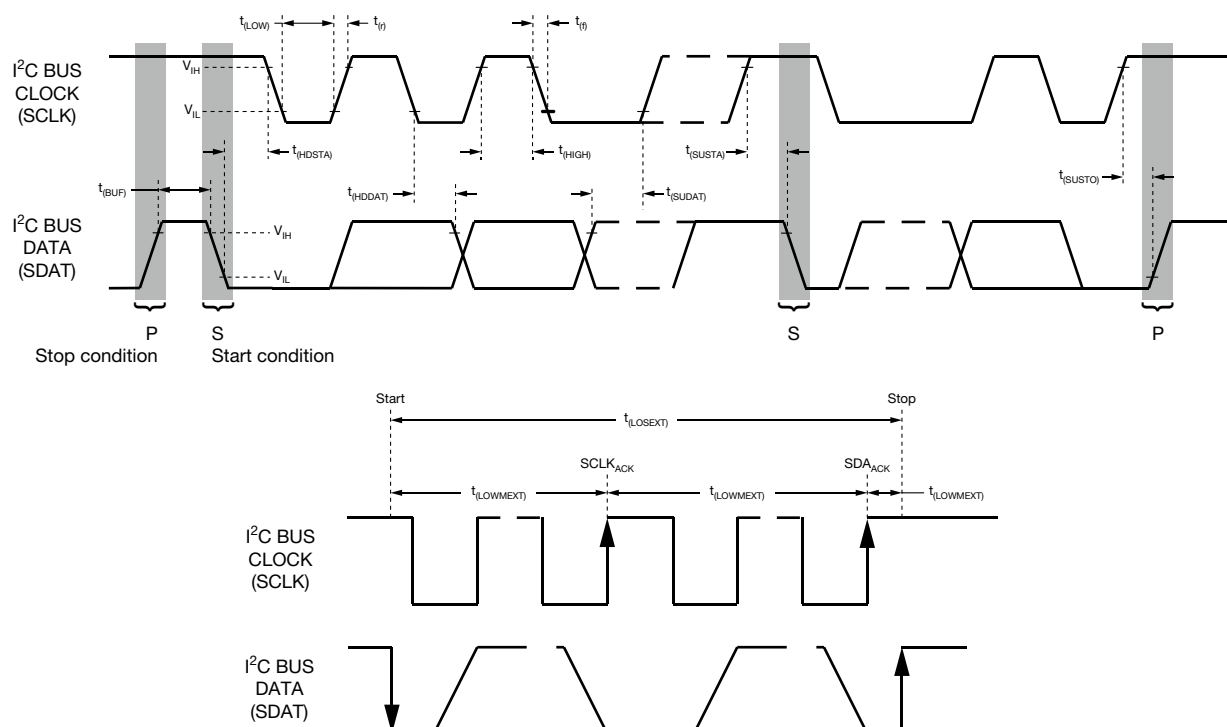 t(LOW) t(r) t(f)
I²C BUS
CLOCK
(SCLK)
VIH
VIL
t(HDSTA) t(HIGH) t(SUSTA)
t(BUF) t(HDDAT) t(SUDAT) t(SUSTO)
I²C BUS
DATA
(SDAT)
VIH
VIL
P S S P
Stop condition Start condition
Start Stop
t(LOSEXT)
SCLKACK SDAACK
t(LOWMEXT) t(LOWMEXT) t(LOWMEXT)
I²C BUS
CLOCK
(SCLK)
I²C BUS
DATA
(SDAT)